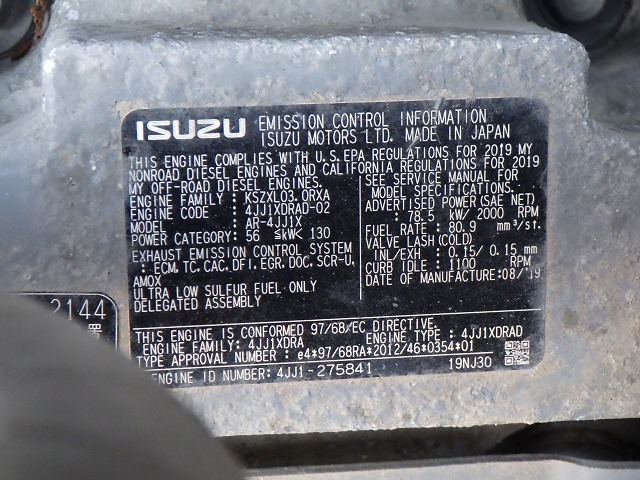 ISUZU EMISSION CONTROL INFORMATION
ISUZU MOTORS LTD. MADE IN JAPAN
THIS ENGINE COMPLIES WITH U.S.EPA REGULATIONS FOR 2019 MY
NONROAD DIESEL ENGINES AND CALIFORNIA REGULATIONS FOR 2019
MY OFF-ROAD DIESEL ENGINES.
ENGINE FAMILY : KSZXL03.0RXA
ENGINE CODE : 4JJ1XDRAD-02
MODEL : AR-4JJ1X
POWER CATEGORY: 56 ≦kW< 130
EXHAUST EMISSION CONTROL SYSTEM
: ECM, TC, CAC, DFI, EGR, DOC, SCR-U,
AMOX
ULTRA LOW SULFUR FUEL ONLY
DELEGATED ASSEMBLY
SEE SERVICE MANUAL FOR
MODEL SPECIFICATIONS.
ADVERTISED POWER(SAE NET)
: 78.5 kW/ 2000 RPM
FUEL RATE: 80.9 mm³/st.
VALVE LASH(COLD)
INL/EXH : 0.15/ 0.15 mm
CURB IDLE : 1100 RPM
DATE OF MANUFACTURE:08/'19
THIS ENGINE IS CONFORMED 97/68/EC DIRECTIVE.
ENGINE FAMILY: 4JJ1XDRA ENGINE TYPE: 4JJ1XDRAD
TYPE APPROVAL NUMBER : e4*97/68RA*2012/46*0354*01
ENGINE ID NUMBER: 4JJ1-275841 19NJ30
2144